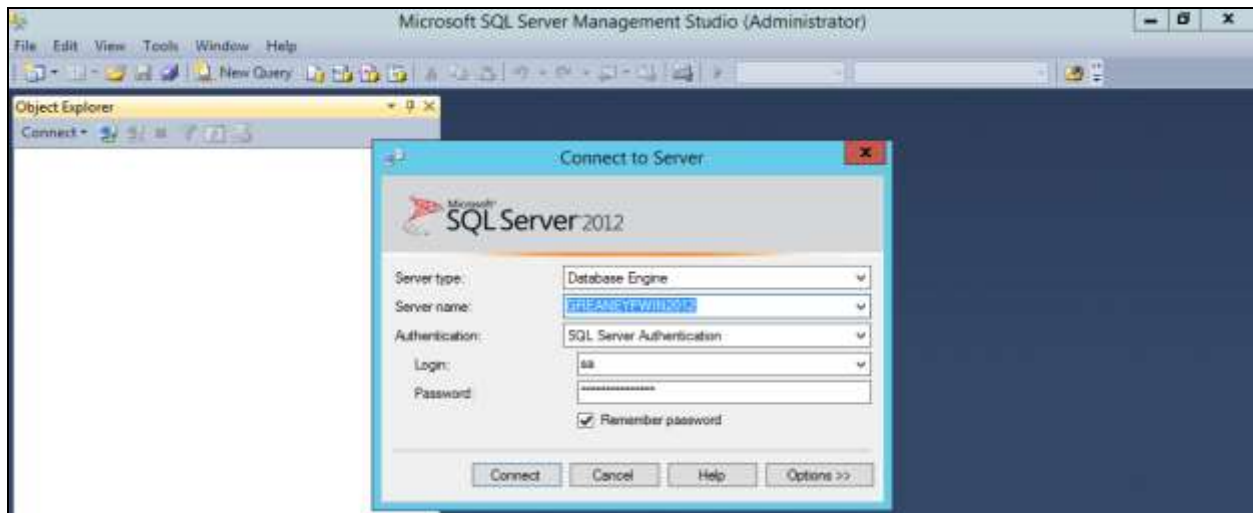 Microsoft SQL Server Management Studio (Administrator)
File Edit View Tools Window Help
New Query
Object Explorer
Connect
Connect to Server
Microsoft
SQL Server 2012
Server type: Database Engine
Server name: GREANEYFWIN2012
Authentication: SQL Server Authentication
Login: sa
Password: ***************
Remember password
Connect Cancel Help Options >>